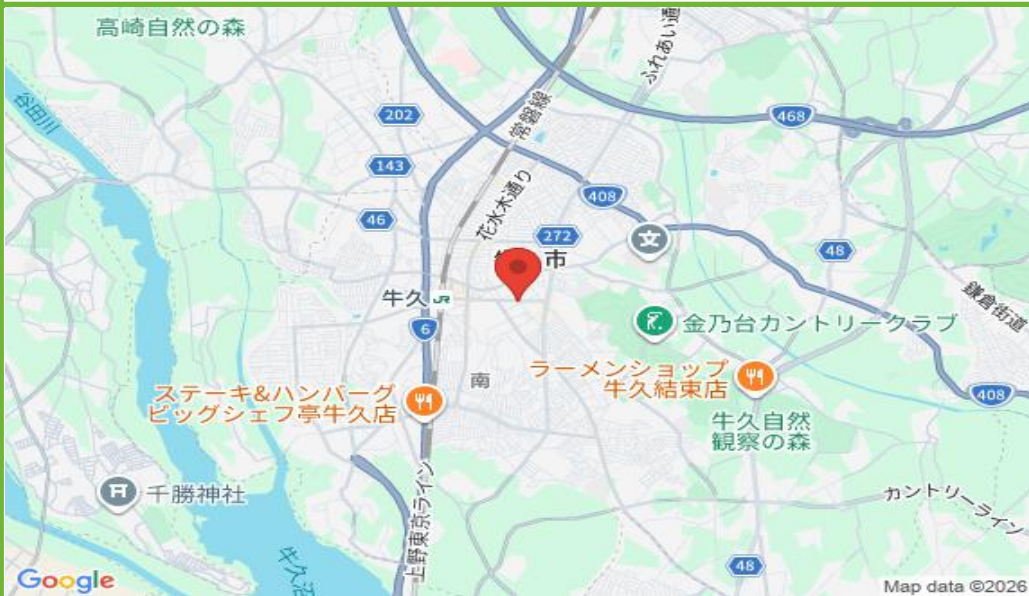 高崎自然の森
谷田川
202
常磐線
ふれあい通
468
143
花水木通り
408
46
272
市
48
牛久
JR
6
鎌倉街道
金乃台カントリークラブ
南
ラーメンショップ
牛久結束店
ステーキ&ハンバーグ
ビッグシェフ亭牛久店
408
牛久自然
観察の森
千勝神社
上野東京ライン
カントリーライン
牛久沼
48
Google
Map data ©2026